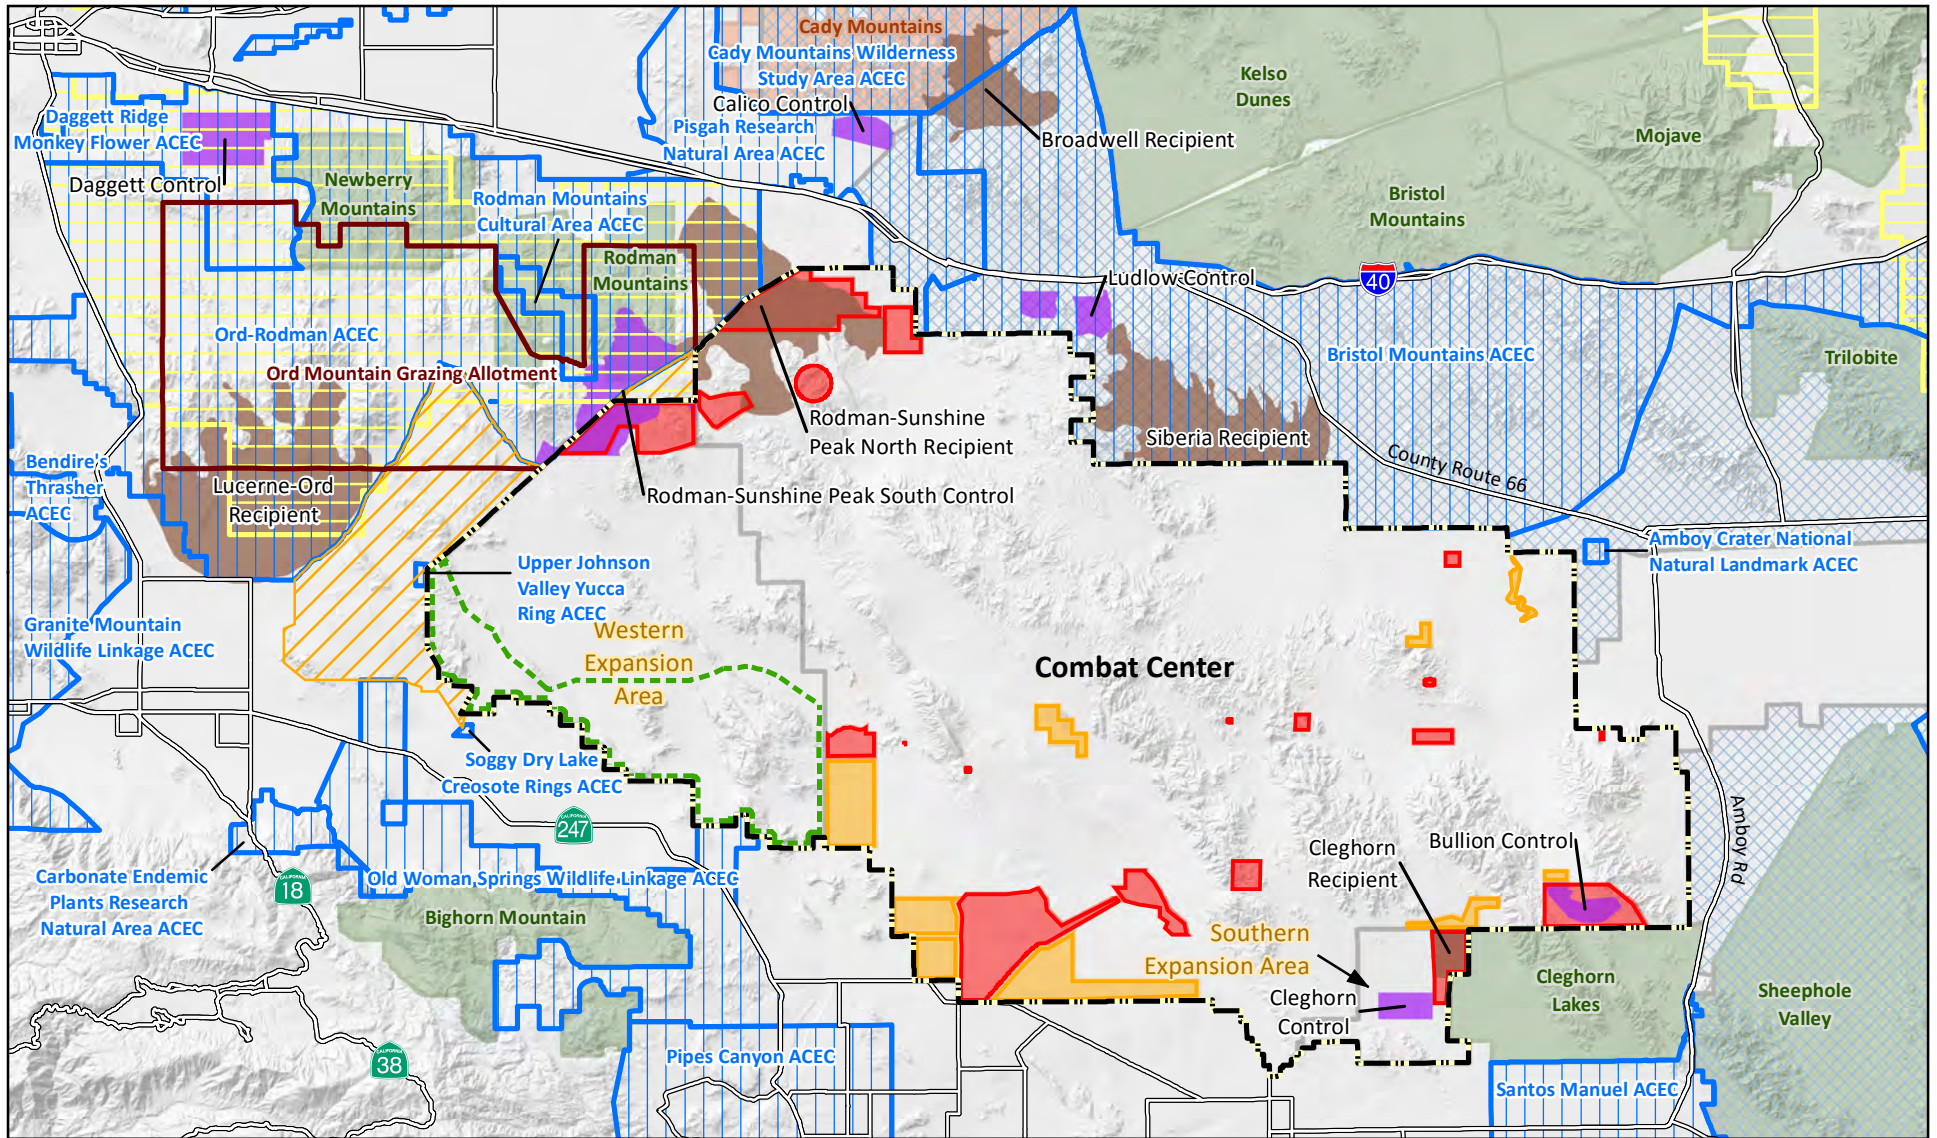 Cady Mountains
Cady Mountains Wilderness
Study Area ACEC
Calico Control
Pisgah Research
Natural Area ACEC
Broadwell Recipient
Kelso
Dunes
Mojave
Bristol
Mountains
Daggett Ridge
Monkey Flower ACEC
Daggett Control
Newberry
Mountains
Rodman Mountains
Cultural Area ACEC
Rodman
Mountains
Ludlow Control
40
Ord-Rodman ACEC
Ord Mountain Grazing Allotment
Bristol Mountains ACEC
Trilobite
Rodman-Sunshine
Peak North Recipient
Siberia Recipient
County Route 66
Bendire's
Thrasher
ACEC
Lucerne-Ord
Recipient
Rodman-Sunshine Peak South Control
Amboy Crater National
Natural Landmark ACEC
Upper Johnson
Valley Yucca
Ring ACEC
Granite Mountain
Wildlife Linkage ACEC
Western
Expansion
Area
Combat Center
Soggy Dry Lake
Creosote Rings ACEC
CALIFORNIA
247
Amboy Rd
Cleghorn
Recipient
Bullion Control
Carbonate Endemic
Plants Research
Natural Area ACEC
CALIFORNIA
18
Old Woman Springs Wildlife Linkage ACEC
Bighorn Mountain
Southern
Expansion Area
Cleghorn
Control
Cleghorn
Lakes
Sheephole
Valley
CALIFORNIA
38
Pipes Canyon ACEC
Santos Manuel ACEC